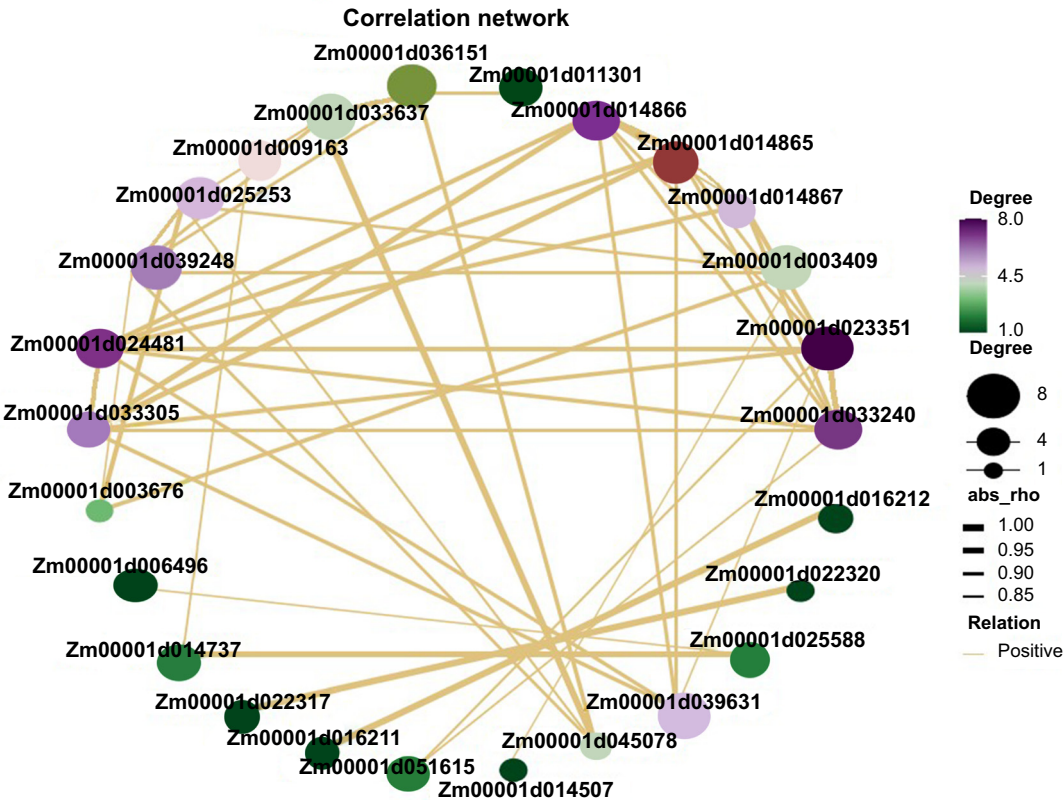 Correlation network
Zm00001d036151
Zm00001d011301
Zm00001d033637
Zm00001d014866
Zm00001d009163
Zm00001d014865
Zm00001d025253
Zm00001d014867
Zm00001d039248
Zm00001d003409
Zm00001d024481
Zm00001d023351
Zm00001d033305
Zm00001d033240
Zm00001d003676
Zm00001d016212
Zm00001d006496
Zm00001d022320
Zm00001d014737
Zm00001d025588
Zm00001d022317
Zm00001d039631
Zm00001d016211
Zm00001d045078
Zm00001d051615
Zm00001d014507
Degree
8.0
4.5
1.0
Degree
8
4
1
abs_rho
1.00
0.95
0.90
0.85
Relation
Positive